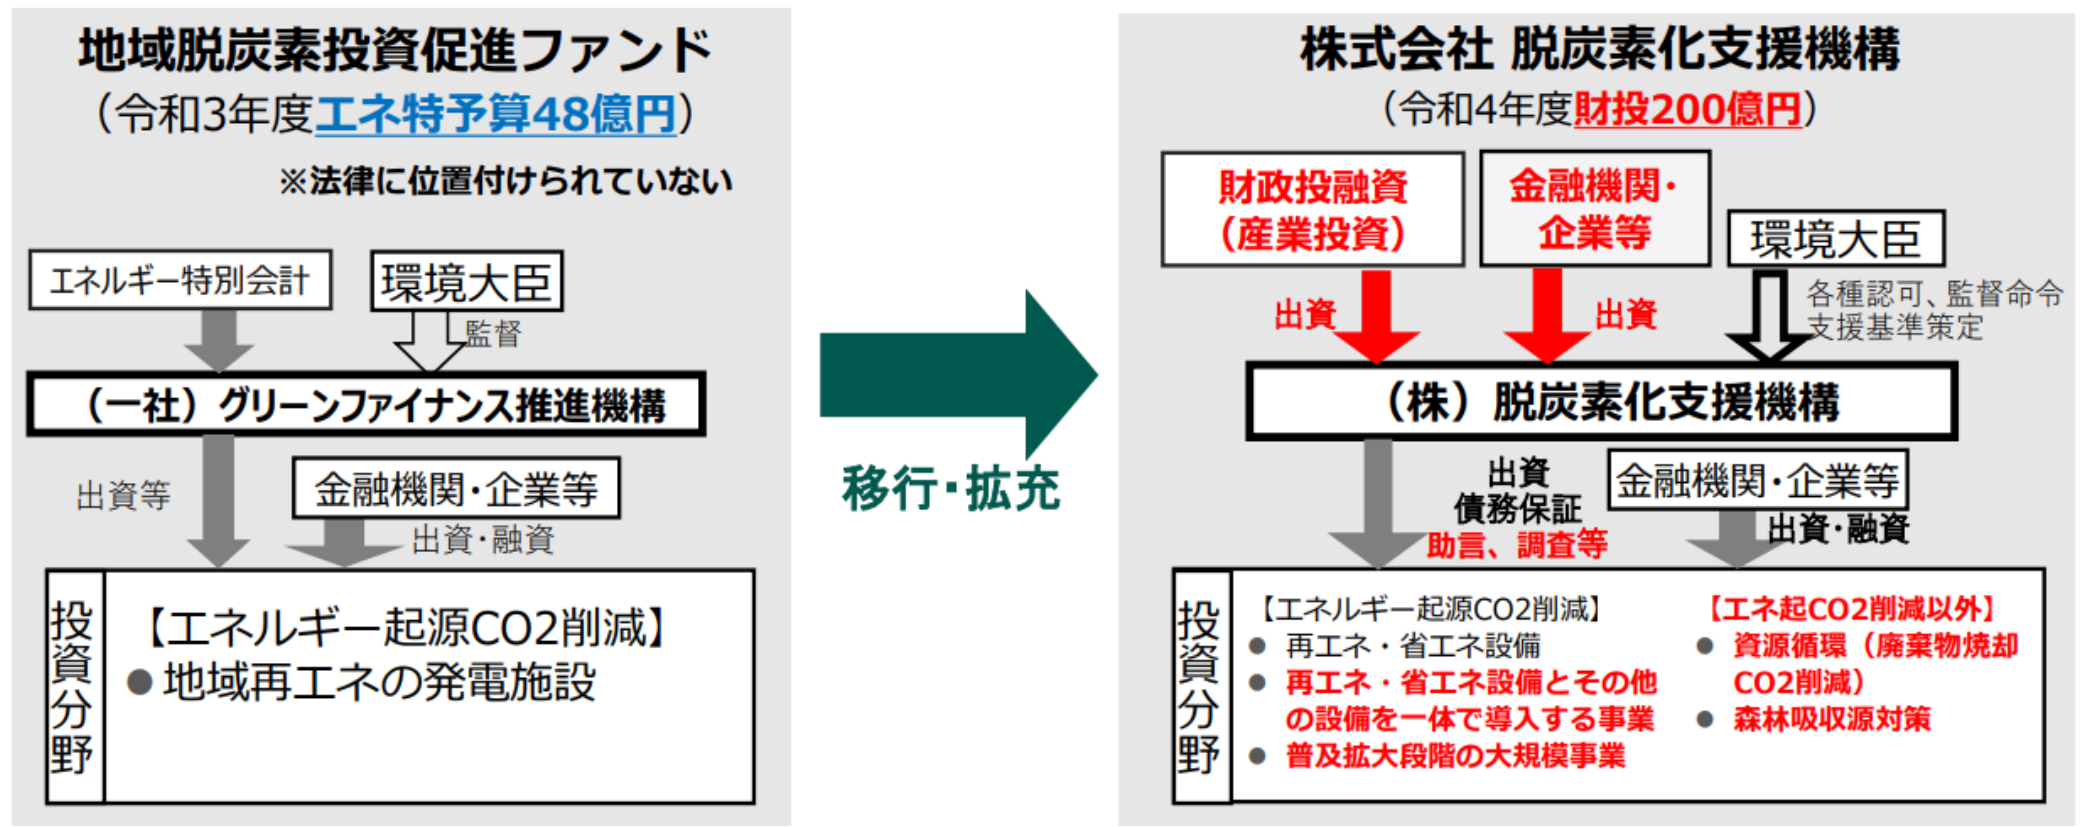 地域脱炭素投資促進ファンド
（令和3年度エネ特予算48億円）
※法律に位置付けられていない
エネルギー特別会計
環境大臣
監督
（一社）グリーンファイナンス推進機構
出資等
金融機関・企業等
出資・融資
投資分野
【エネルギー起源CO2削減】
● 地域再エネの発電施設
移行・拡充
株式会社 脱炭素化支援機構
（令和4年度財投200億円）
財政投融資
（産業投資）
金融機関・
企業等
環境大臣
出資
出資
各種認可、監督命令
支援基準策定
（株）脱炭素化支援機構
出資
債務保証
助言、調査等
金融機関・企業等
出資・融資
投資分野
【エネルギー起源CO2削減】
● 再エネ・省エネ設備
● 再エネ・省エネ設備とその他
の設備を一体で導入する事業
● 普及拡大段階の大規模事業
【エネ起CO2削減以外】
● 資源循環（廃棄物焼却
CO2削減）
● 森林吸収源対策